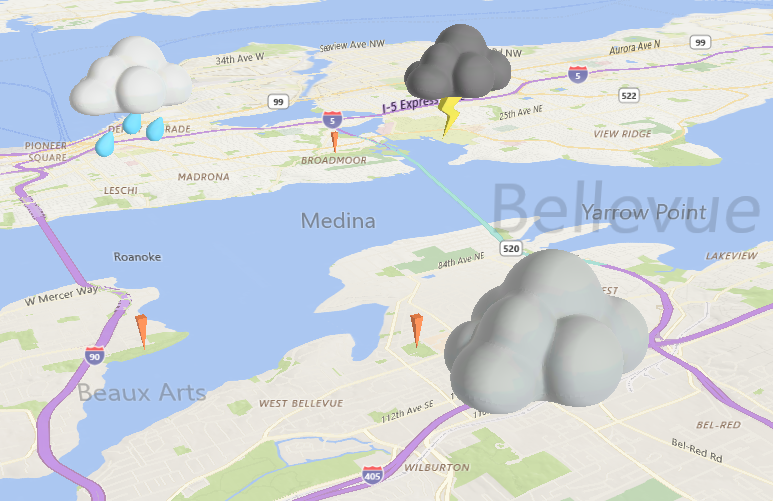 Seaview Ave NW
34th Ave W
Aurora Ave N
99
5
99
522
I-5 Express
25th Ave NE
5
VIEW RIDGE
PIONEER
SQUARE
BROADMOOR
MADRONA
LESCHI
Bellevue
Medina
Yarrow Point
520
Roanoke
84th Ave NE
LAKEVIEW
W Mercer Way
90
Beaux Arts
WEST BELLEVUE
112th Ave SE
BEL-RED
Bel-Red Rd
WILBURTON
405